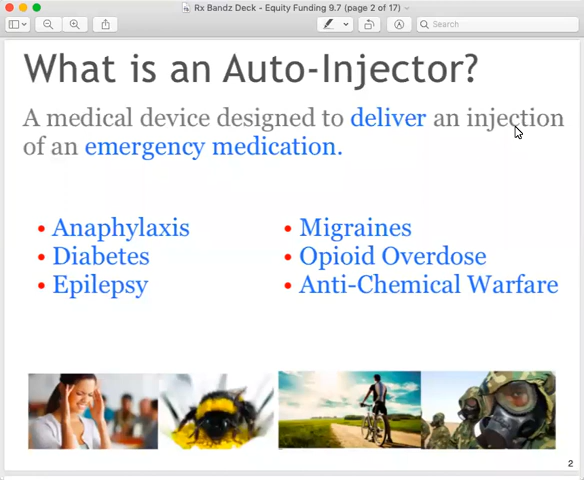 Rx Bandz Deck - Equity Funding 9.7 (page 2 of 17)
Search
What is an Auto-Injector?
A medical device designed to deliver an injection
of an emergency medication.
• Anaphylaxis
• Diabetes
• Epilepsy
• Migraines
• Opioid Overdose
• Anti-Chemical Warfare
2